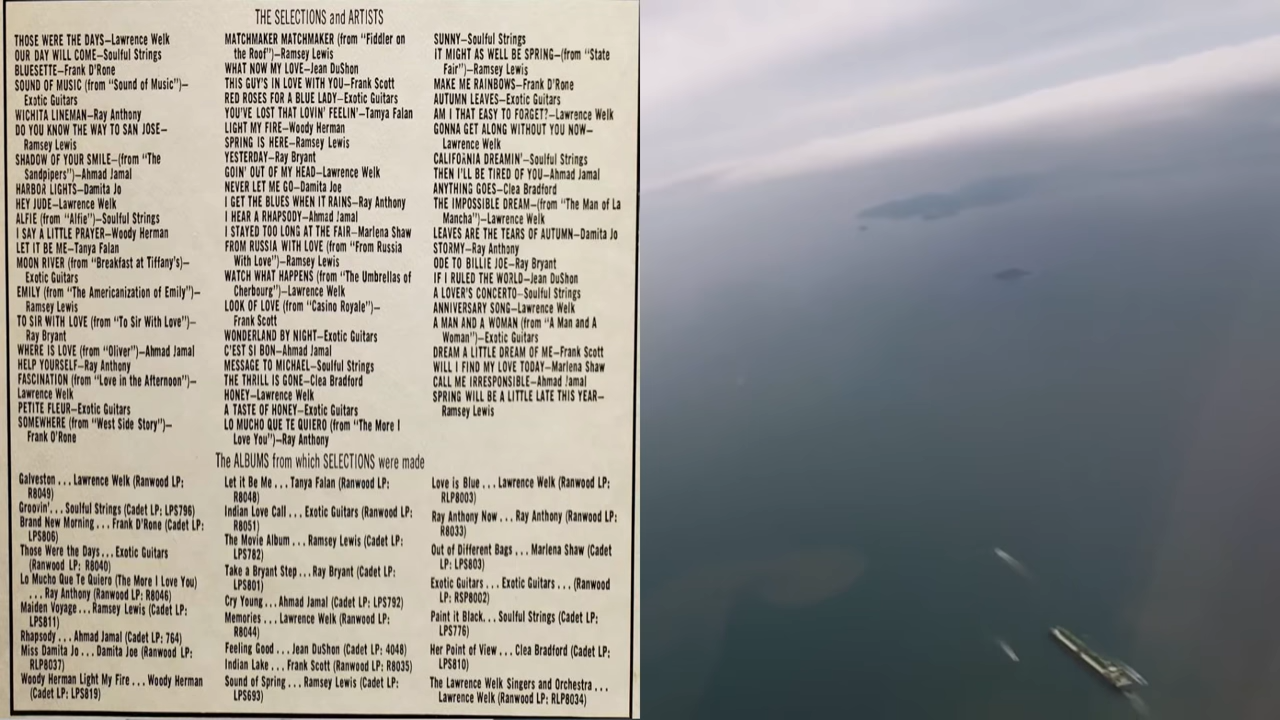 THE SELECTIONS and ARTISTS
THOSE WERE THE DAYS—Lawrence Welk
OUR DAY WILL COME—Soulful Strings
BLUESETTE—Frank D'Rone
SOUND OF MUSIC (from "Sound of Music")—
Exotic Guitars
WICHITA LINEMAN—Ray Anthony
DO YOU KNOW THE WAY TO SAN JOSE—
Ramsey Lewis
SHADOW OF YOUR SMILE—(from "The
Sandpipers")—Ahmad Jamal
HARBOR LIGHTS—Damita Jo
HEY JUDE—Lawrence Welk
ALFIE (from "Alfie")—Soulful Strings
I SAY A LITTLE PRAYER—Woody Herman
LET IT BE ME—Tanya Falan
MOON RIVER (from "Breakfast at Tiffany's)—
Exotic Guitars
EMILY (from "The Americanization of Emily")—
Ramsey Lewis
TO SIR WITH LOVE (from "To Sir With Love")—
Ray Bryant
WHERE IS LOVE (from "Oliver")—Ahmad Jamal
HELP YOURSELF—Ray Anthony
FASCINATION (from "Love in the Afternoon")—
Lawrence Welk
PETITE FLEUR—Exotic Guitars
SOMEWHERE (from "West Side Story")—
Frank O'Rone
MATCHMAKER MATCHMAKER (from "Fiddler on
the Roof")—Ramsey Lewis
WHAT NOW MY LOVE—Jean DuShon
THIS GUY'S IN LOVE WITH YOU—Frank Scott
RED ROSES FOR A BLUE LADY—Exotic Guitars
YOU'VE LOST THAT LOVIN' FEELIN'—Tamya Falan
LIGHT MY FIRE—Woody Herman
SPRING IS HERE—Ramsey Lewis
YESTERDAY—Ray Bryant
GOIN' OUT OF MY HEAD—Lawrence Welk
NEVER LET ME GO—Damita Joe
I GET THE BLUES WHEN IT RAINS—Ray Anthony
I HEAR A RHAPSODY—Ahmad Jamal
I STAYED TOO LONG AT THE FAIR—Marlena Shaw
FROM RUSSIA WITH LOVE (from "From Russia
With Love")—Ramsey Lewis
WATCH WHAT HAPPENS (from "The Umbrellas of
Cherbourg")—Lawrence Welk
LOOK OF LOVE (from "Casino Royale")—
Frank Scott
WONDERLAND BY NIGHT—Exotic Guitars
C'EST SI BON—Ahmad Jamal
MESSAGE TO MICHAEL—Soulful Strings
THE THRILL IS GONE—Clea Bradford
HONEY—Lawrence Welk
A TASTE OF HONEY—Exotic Guitars
LO MUCHO QUE TE QUIERO (from "The More I
Love You")—Ray Anthony
SUNNY—Soulful Strings
IT MIGHT AS WELL BE SPRING—(from "State
Fair")—Ramsey Lewis
MAKE ME RAINBOWS—Frank D'Rone
AUTUMN LEAVES—Exotic Guitars
AM I THAT EASY TO FORGET?—Lawrence Welk
GONNA GET ALONG WITHOUT YOU NOW—
Lawrence Welk
CALIFORNIA DREAMIN'—Soulful Strings
THEN I'LL BE TIRED OF YOU—Ahmad Jamal
ANYTHING GOES—Clea Bradford
THE IMPOSSIBLE DREAM—(from "The Man of La
Mancha")—Lawrence Welk
LEAVES ARE THE TEARS OF AUTUMN—Damita Jo
STORMY—Ray Anthony
ODE TO BILLIE JOE—Ray Bryant
IF I RULED THE WORLD—Jean DuShon
A LOVER'S CONCERTO—Soulful Strings
ANNIVERSARY SONG—Lawrence Welk
A MAN AND A WOMAN (from "A Man and A
Woman")—Exotic Guitars
DREAM A LITTLE DREAM OF ME—Frank Scott
WILL I FIND MY LOVE TODAY—Marlena Shaw
CALL ME IRRESPONSIBLE—Ahmad Jamal
SPRING WILL BE A LITTLE LATE THIS YEAR—
Ramsey Lewis
The ALBUMS from which SELECTIONS were made
Galveston . . . Lawrence Welk (Ranwood LP:
R8049)
Groovin' . . . Soulful Strings (Cadet LP: LPS796)
Brand New Morning . . . Frank D'Rone (Cadet LP:
LPS806)
Those Were the Days . . . Exotic Guitars
(Ranwood LP: R8040)
Lo Mucho Que Te Quiero (The More I Love You)
. . . Ray Anthony (Ranwood LP: R8046)
Maiden Voyage . . . Ramsey Lewis (Cadet LP:
LPS811)
Rhapsody . . . Ahmad Jamal (Cadet LP: 764)
Miss Damita Jo . . . Damita Joe (Ranwood LP:
RLP8037)
Woody Herman Light My Fire . . . Woody Herman
(Cadet LP: LPS819)
Let it Be Me . . . Tanya Falan (Ranwood LP:
R8048)
Indian Love Call . . . Exotic Guitars (Ranwood LP:
R8051)
The Movie Album . . . Ramsey Lewis (Cadet LP:
LPS782)
Take a Bryant Step . . . Ray Bryant (Cadet LP:
LPS801)
Cry Young . . . Ahmad Jamal (Cadet LP: LPS792)
Memories . . . Lawrence Welk (Ranwood LP:
R8044)
Feeling Good . . . Jean DuShon (Cadet LP: 4048)
Indian Lake . . . Frank Scott (Ranwood LP: R8035)
Sound of Spring . . . Ramsey Lewis (Cadet LP:
LPS693)
Love is Blue . . . Lawrence Welk (Ranwood LP:
RLP8003)
Ray Anthony Now . . . Ray Anthony (Ranwood LP:
R8033)
Out of Different Bags . . . Marlena Shaw (Cadet
LP: LPS803)
Exotic Guitars . . . Exotic Guitars . . . (Ranwood
LP: RSP8002)
Paint it Black . . . Soulful Strings (Cadet LP:
LPS776)
Her Point of View . . . Clea Bradford (Cadet LP:
LPS810)
The Lawrence Welk Singers and Orchestra . . .
Lawrence Welk (Ranwood LP: RLP8034)